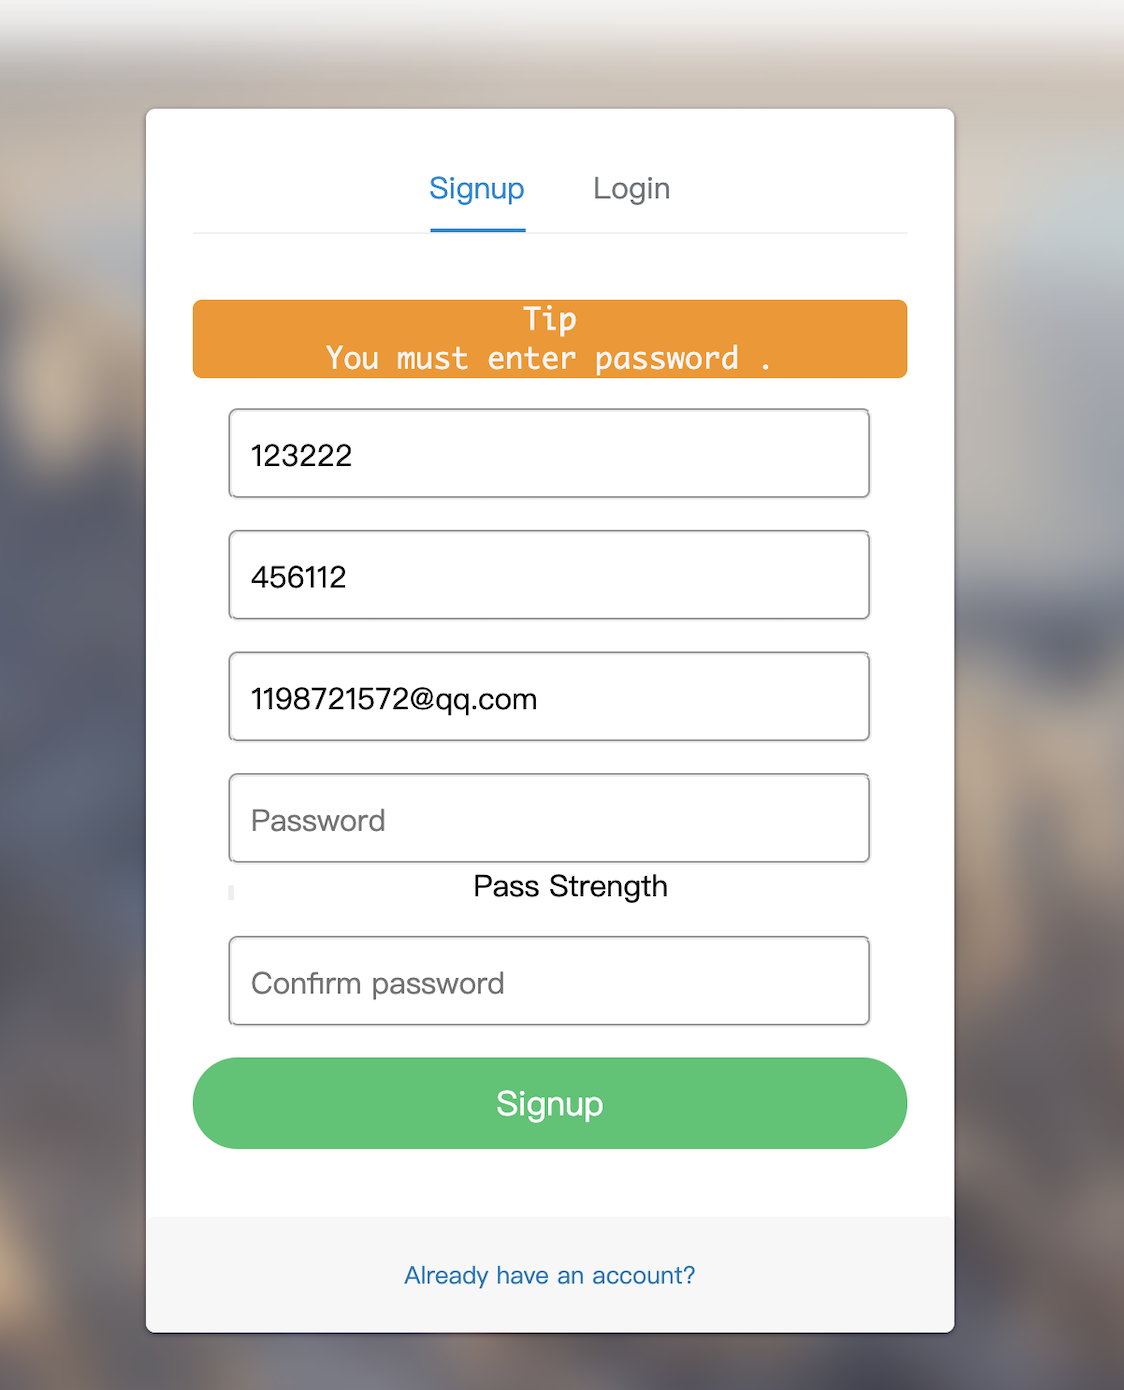 Signup Login
Tip
You must enter password .
123222
456112
1198721572@qq.com
Password
Pass Strength
Confirm password
Signup
Already have an account?